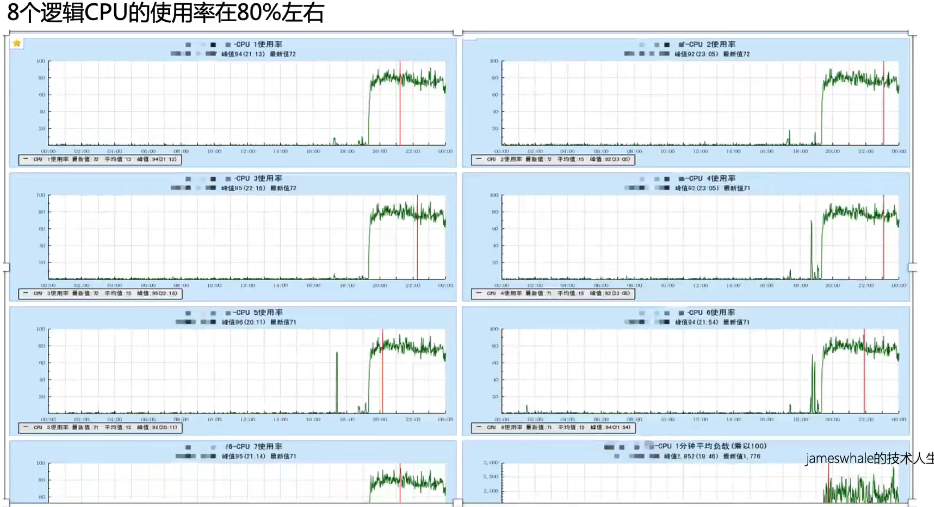 8个逻辑CPU的使用率在80%左右
-CPU 1使用率
峰值94(21:13) 最新值72
100
80
60
40
20
00:00 02:00 04:00 06:00 08:00 10:00 12:00 14:00 16:00 18:00 20:00 22:00 00:00
CPU 1使用率 最新值:72 平均值:13 峰值:94(21:13)
-CPU 2使用率
峰值92(23:05) 最新值72
100
80
60
40
20
00:00 02:00 04:00 06:00 08:00 10:00 12:00 14:00 16:00 18:00 20:00 22:00 00:00
CPU 2使用率 最新值:72 平均值:15 峰值:92(23:05)
-CPU 3使用率
峰值95(22:16) 最新值72
100
80
60
40
20
00:00 02:00 04:00 06:00 08:00 10:00 12:00 14:00 16:00 18:00 20:00 22:00 00:00
CPU 3使用率 最新值:72 平均值:15 峰值:95(22:16)
-CPU 4使用率
峰值92(23:05) 最新值71
100
80
60
40
20
00:00 02:00 04:00 06:00 08:00 10:00 12:00 14:00 16:00 18:00 20:00 22:00 00:00
CPU 4使用率 最新值:71 平均值:15 峰值:92(23:05)
-CPU 5使用率
峰值96(20:11) 最新值71
100
80
60
40
20
00:00 02:00 04:00 06:00 08:00 10:00 12:00 14:00 16:00 18:00 20:00 22:00 00:00
CPU 5使用率 最新值:71 平均值:15 峰值:96(20:11)
-CPU 6使用率
峰值94(21:54) 最新值71
100
80
60
40
20
00:00 02:00 04:00 06:00 08:00 10:00 12:00 14:00 16:00 18:00 20:00 22:00 00:00
CPU 6使用率 最新值:71 平均值:15 峰值:94(21:54)
6-CPU 7使用率
峰值95(21:14) 最新值71
100
80
60
-CPU 1分钟平均负载(乘以100)
峰值2,852(19:46) 最新值1,776
3,000
2,500
2,000
jameswhale的技术人生